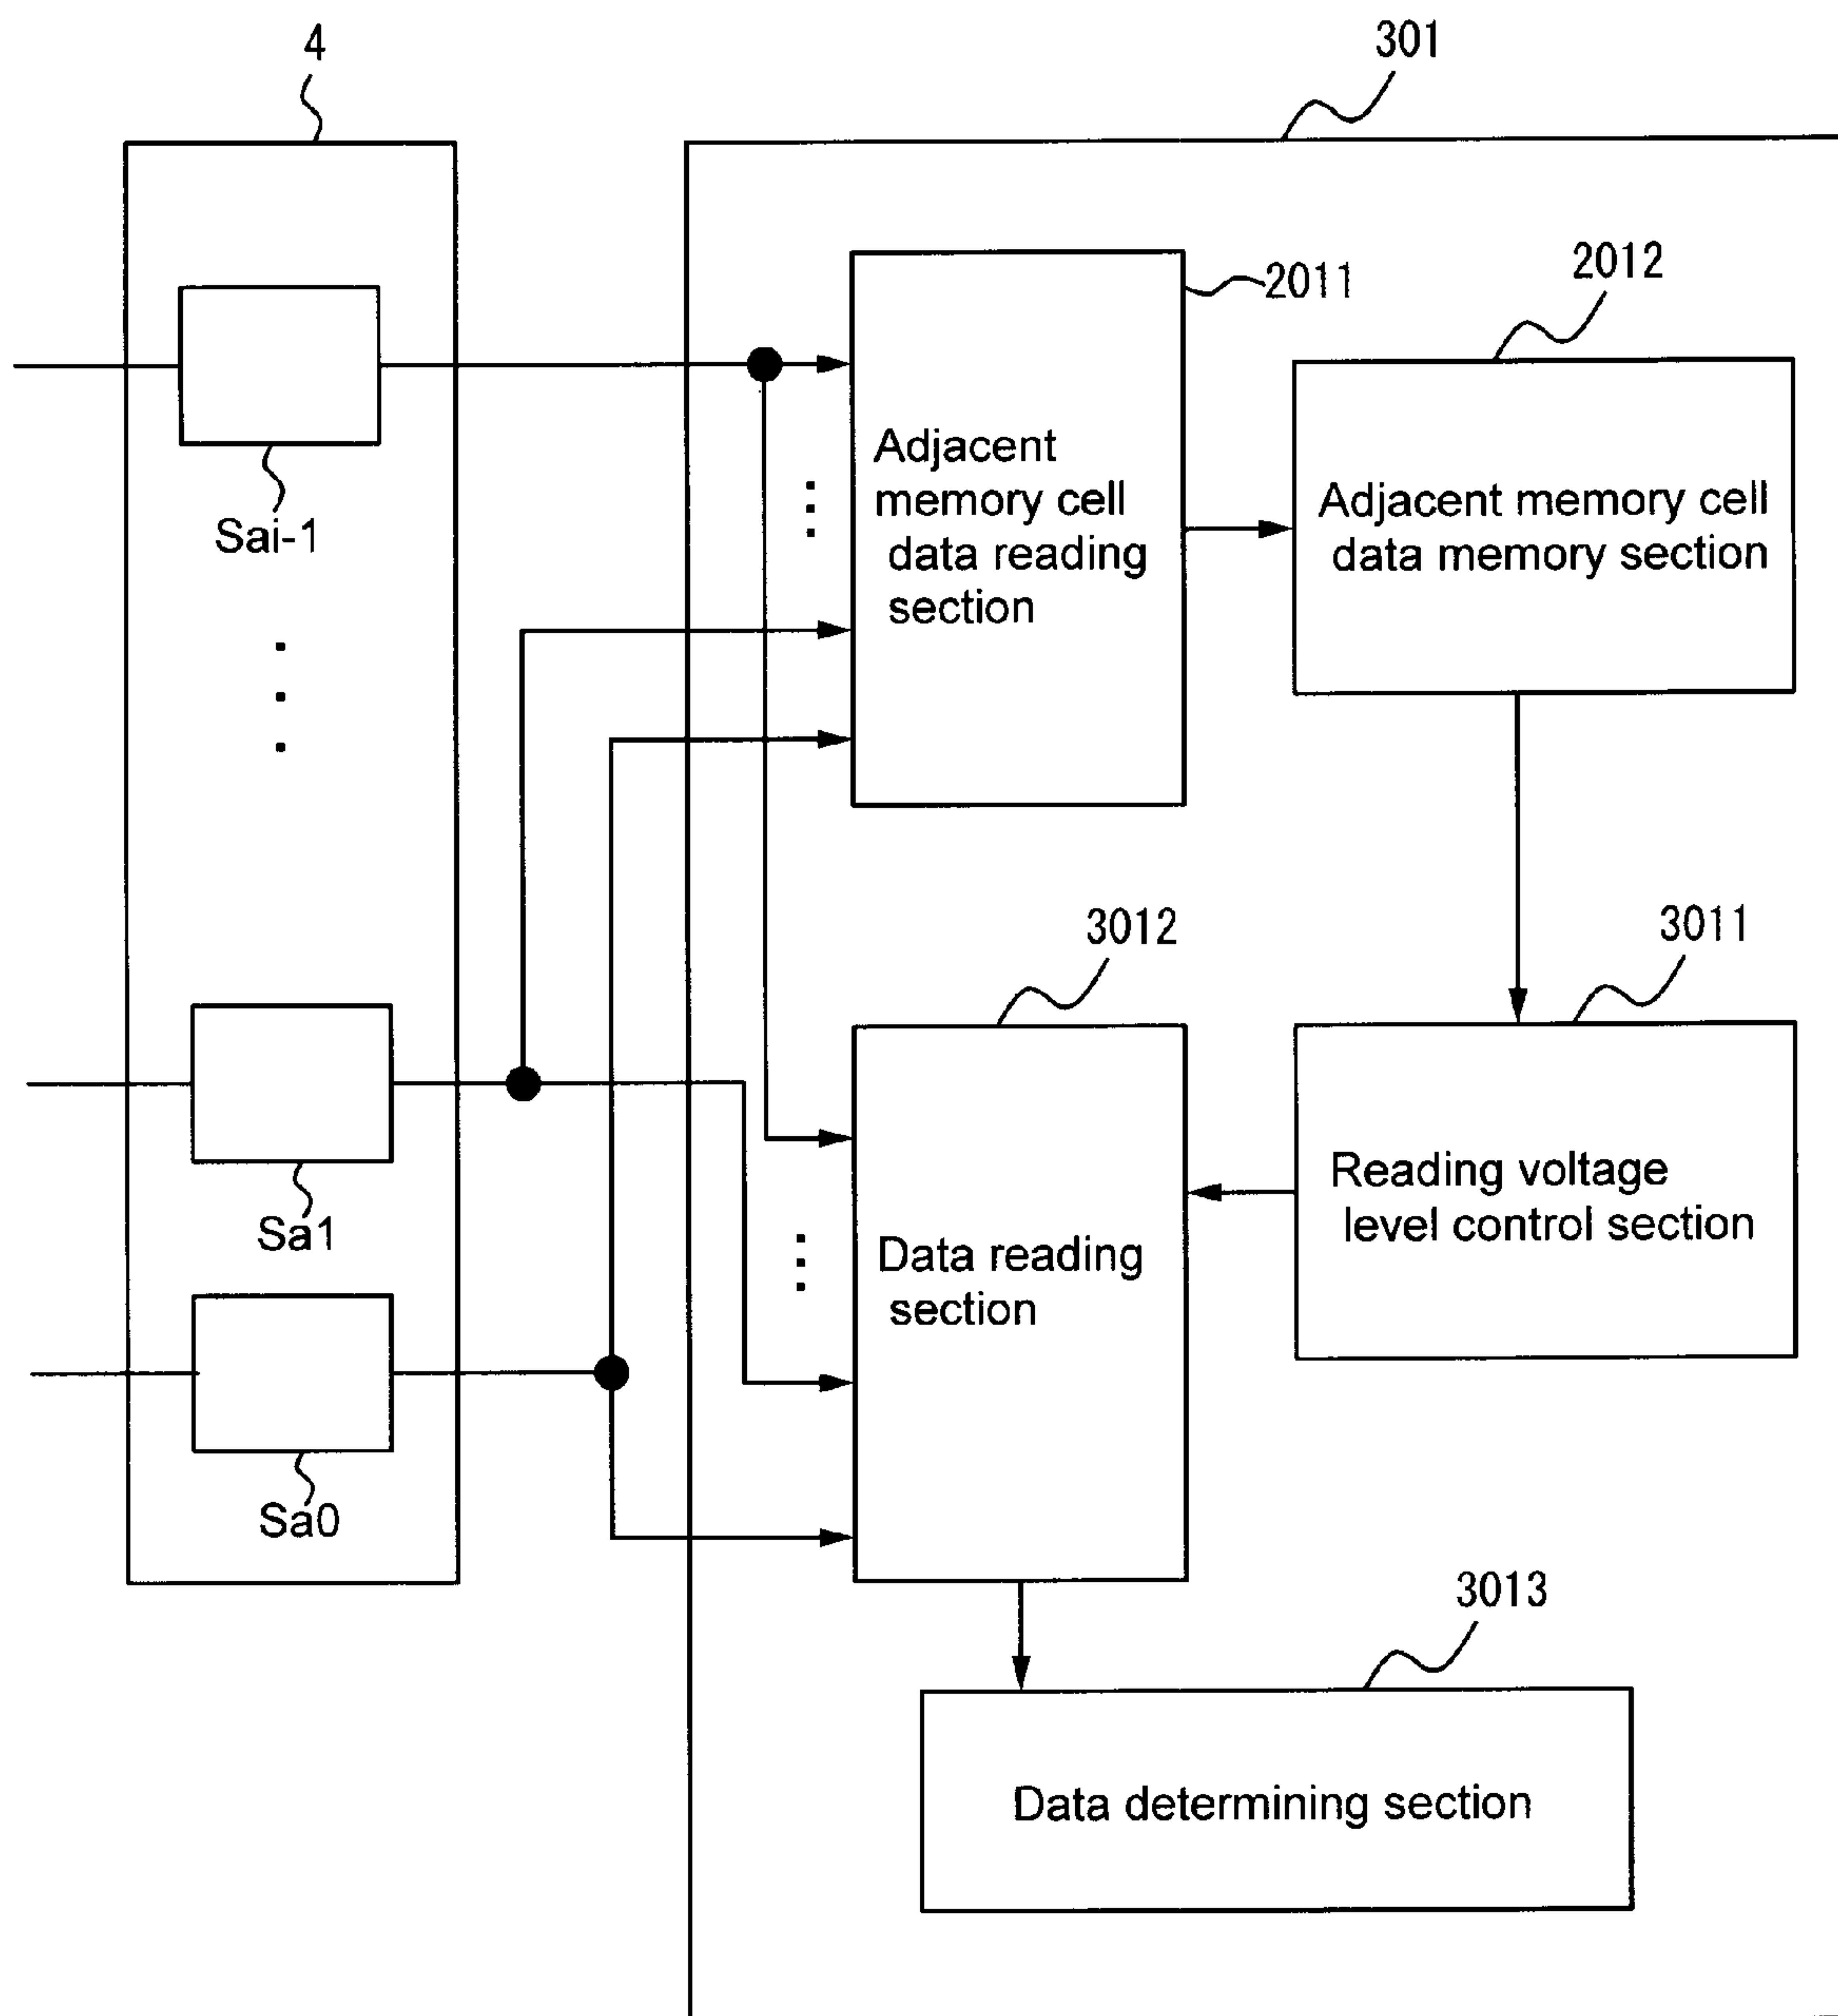 4
301
2011
2012
Sai-1
Adjacent
memory cell
data reading
section
Adjacent memory cell
data memory section
3012
3011
Sa1
Reading voltage
level control section
Data reading
section
Sa0
3013
Data determining section